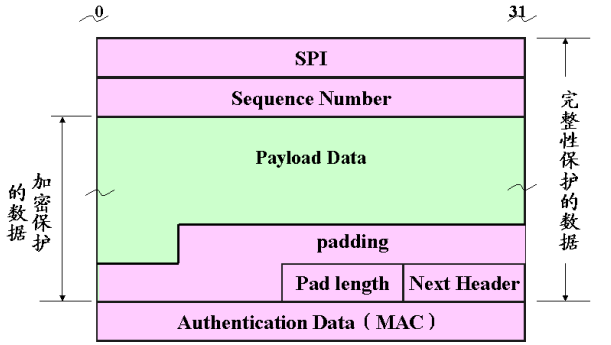 0 31
SPI
Sequence Number
Payload Data
padding
Pad length Next Header
Authentication Data（MAC）
加密保护
的数据
完整性保护的数据